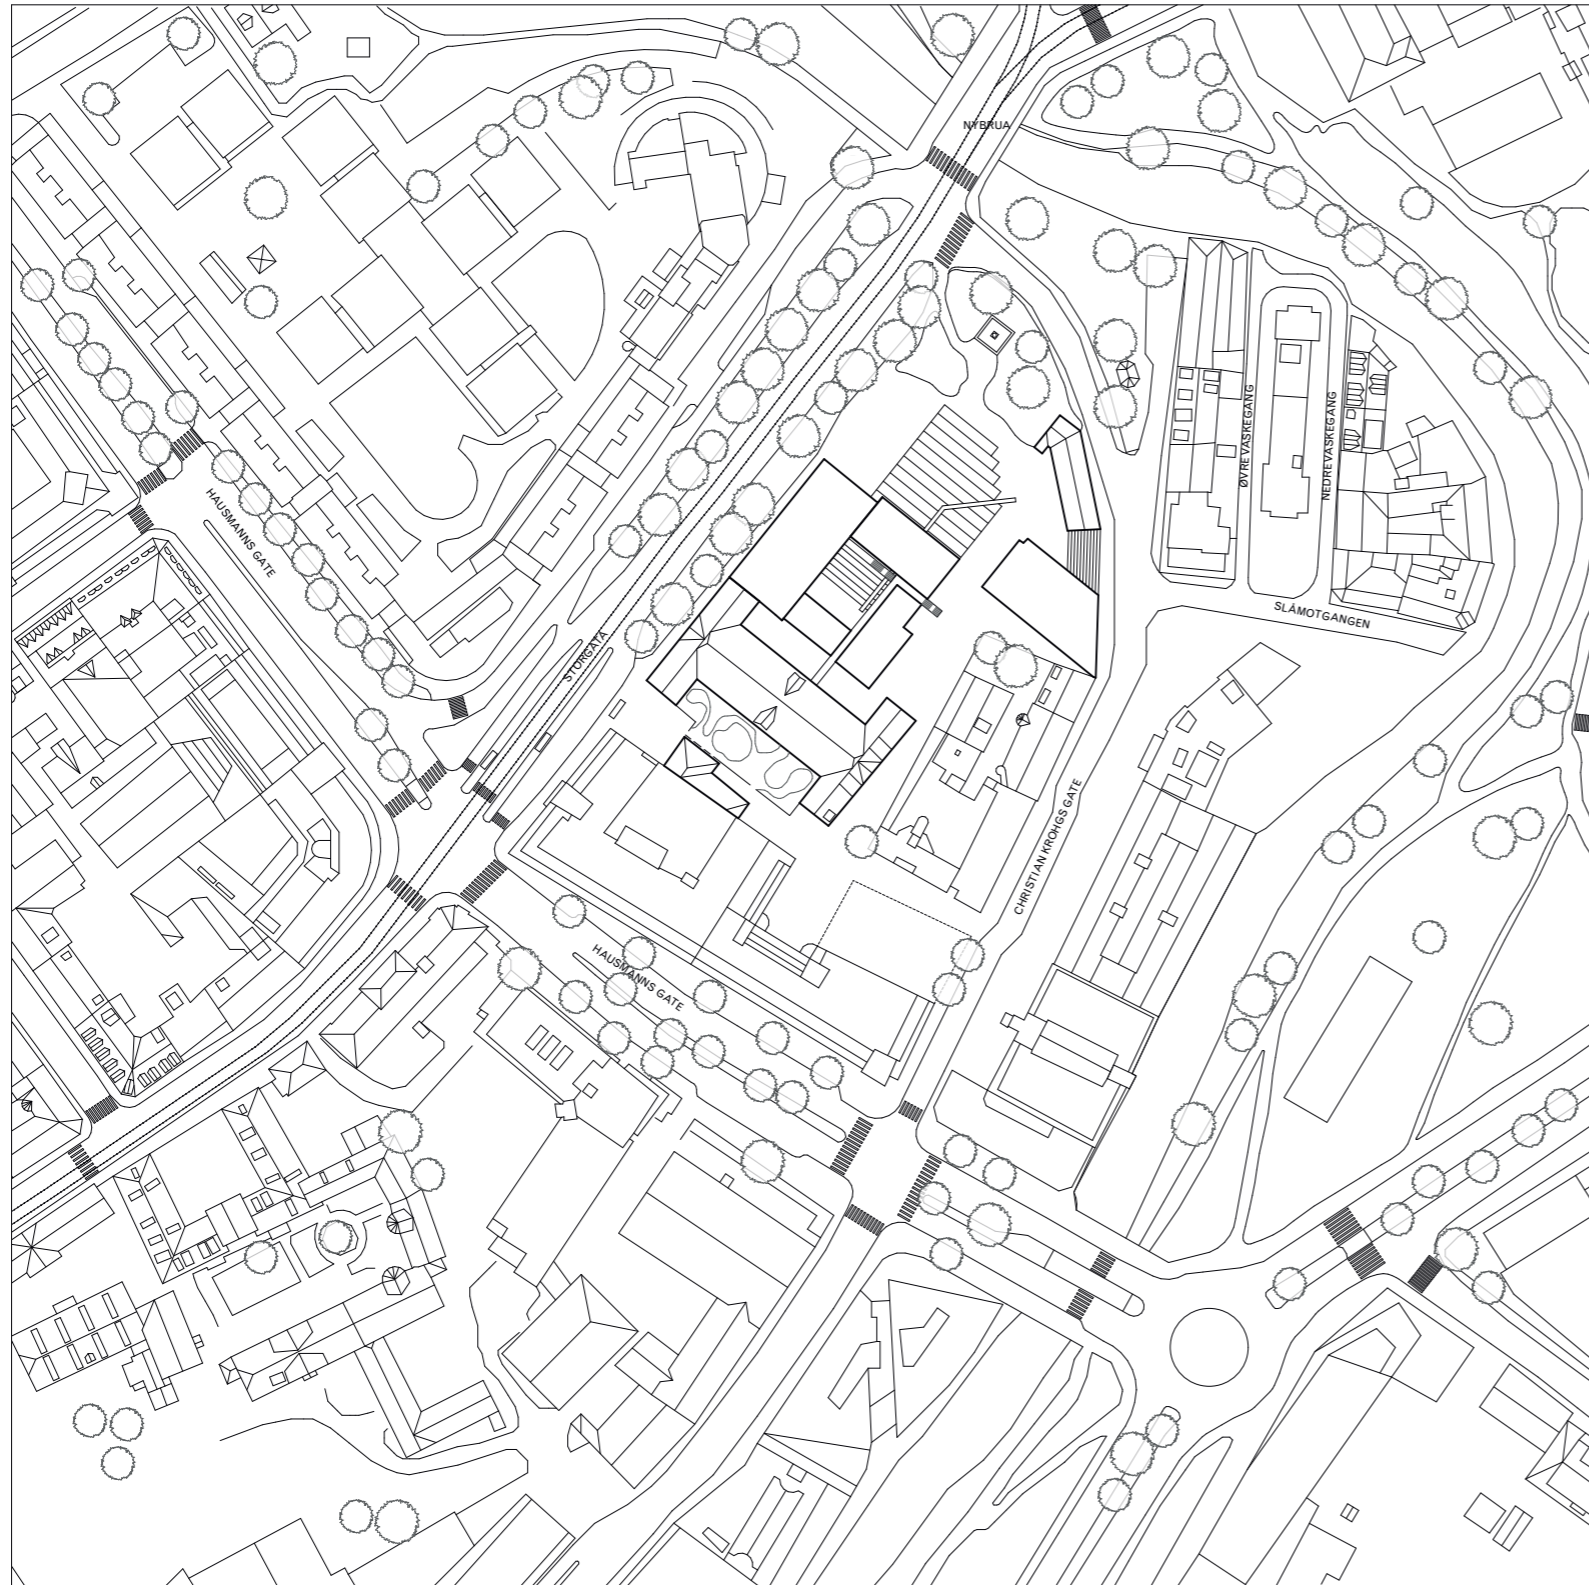 NYBRUA
HAUSMANNS GATE
ØVRE VASKEGANG
NEDRE VASKEGANG
SLÅMOTGANGEN
STORGATA
CHRISTIAN KROHGS GATE
HAUSMANNS GATE